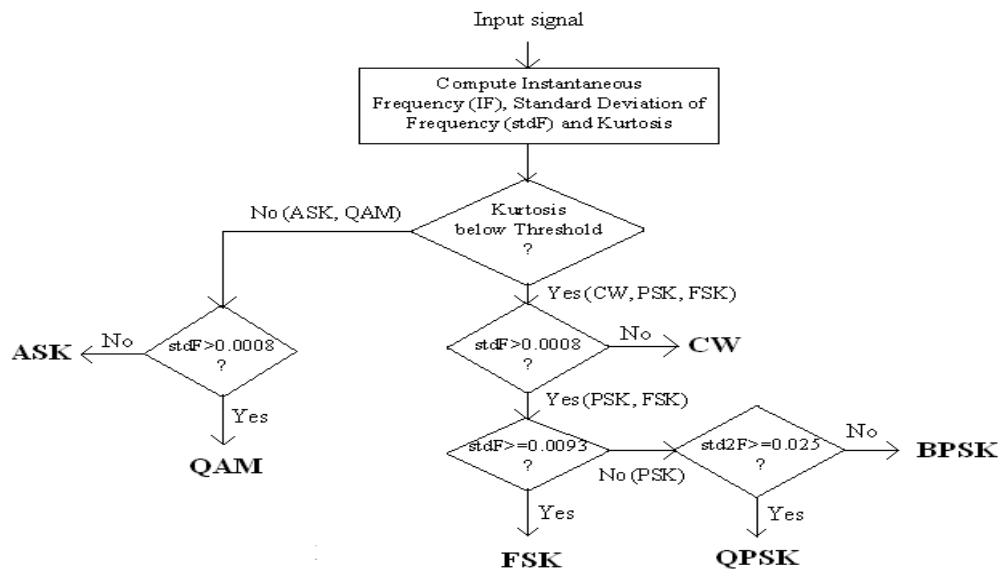 Input signal
Compute Instantaneous
Frequency (IF), Standard Deviation of
Frequency (stdF) and Kurtosis
No (ASK, QAM)
Kurtosis
below Threshold
?
Yes (CW, PSK, FSK)
ASK
No
stdF>0.0008
?
stdF>0.0008
?
No
CW
Yes
QAM
Yes (PSK, FSK)
stdF>=0.0093
?
No (PSK)
std2F>=0.025
?
No
BPSK
Yes
FSK
Yes
QPSK